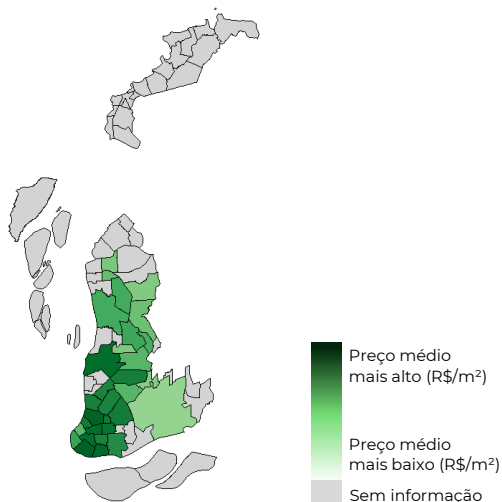 Preço médio
mais alto (R$/m²)
Preço médio
mais baixo (R$/m²)
Sem informação